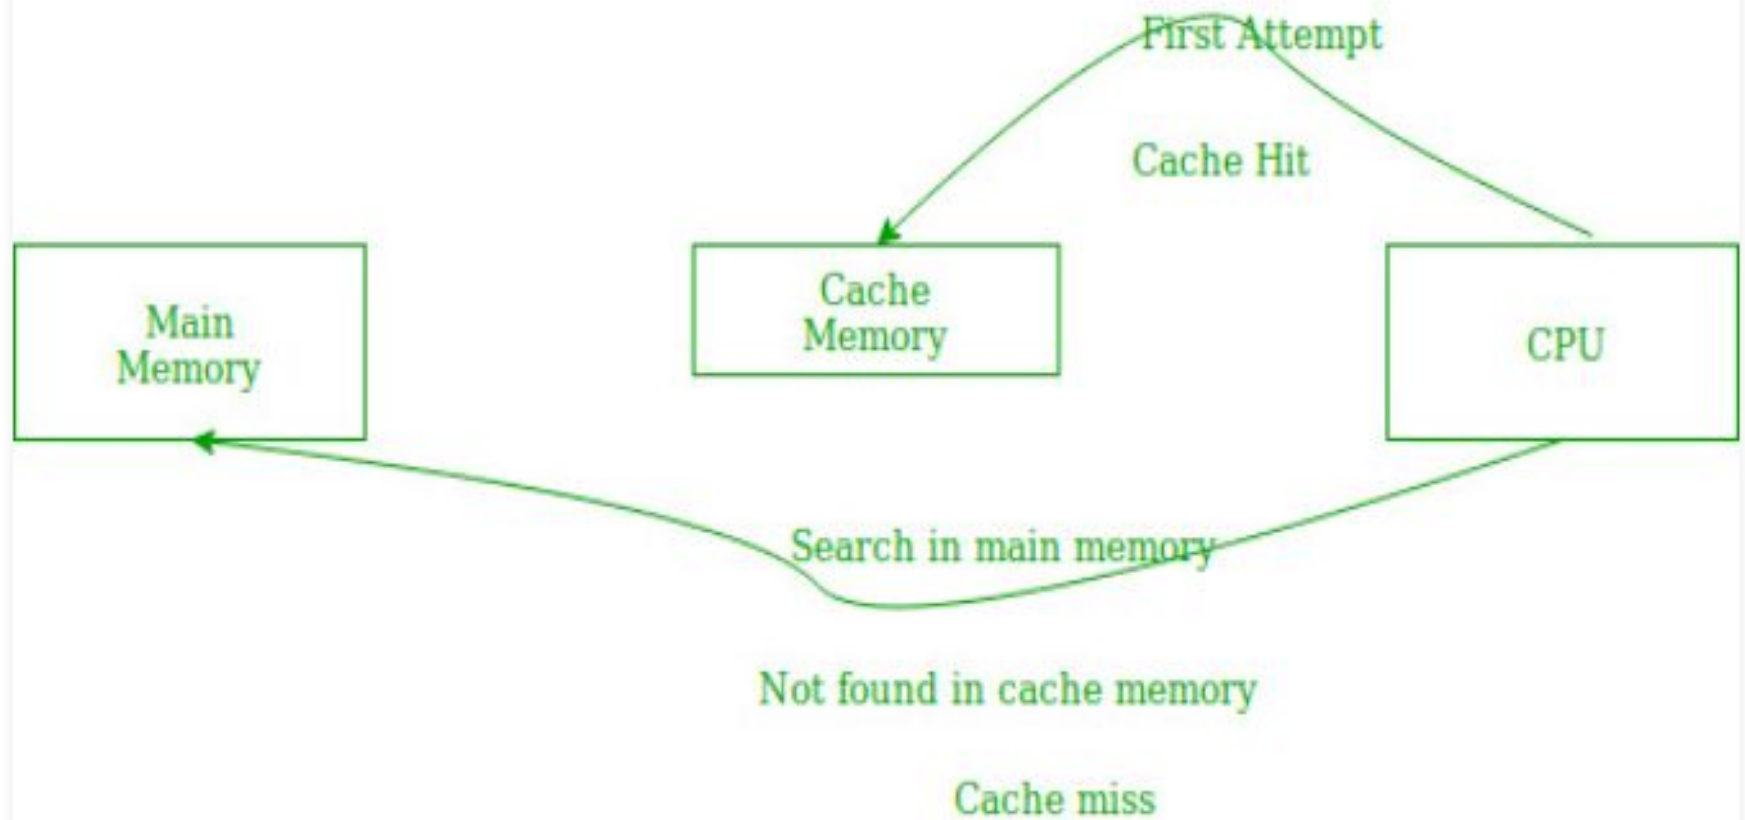 First Attempt
Cache Hit
Main
Memory
Cache
Memory
CPU
Search in main memory
Not found in cache memory
Cache miss